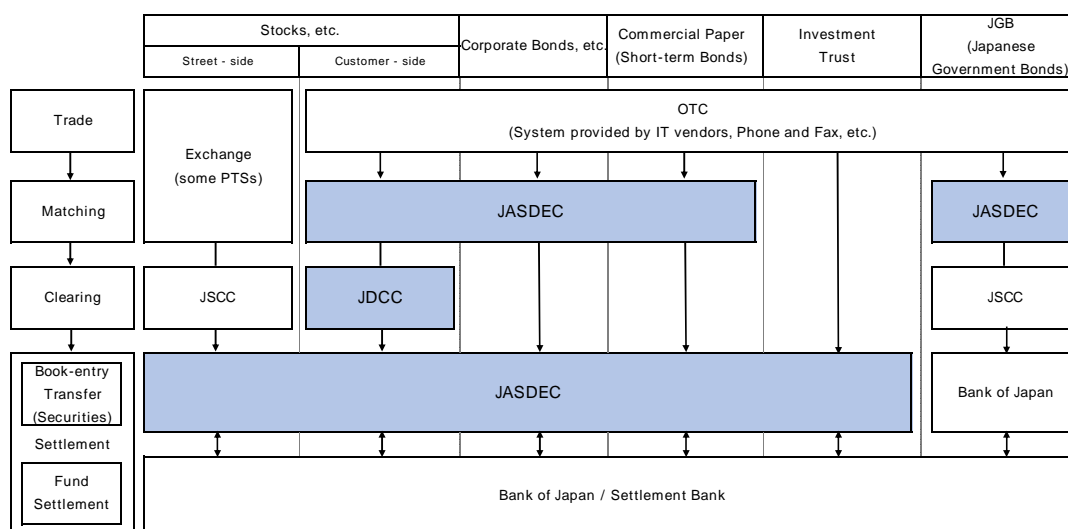 Stocks, etc.
Street - side
Customer - side
Corporate Bonds, etc.
Commercial Paper
(Short-term Bonds)
Investment
Trust
JGB
(Japanese
Government Bonds)
Trade
Exchange
(some PTSs)
OTC
(System provided by IT vendors, Phone and Fax, etc.)
Matching
JASDEC
JASDEC
Clearing
JSCC
JDCC
JSCC
Book-entry
Transfer
(Securities)
Settlement
JASDEC
Bank of Japan
Fund
Settlement
Bank of Japan / Settlement Bank